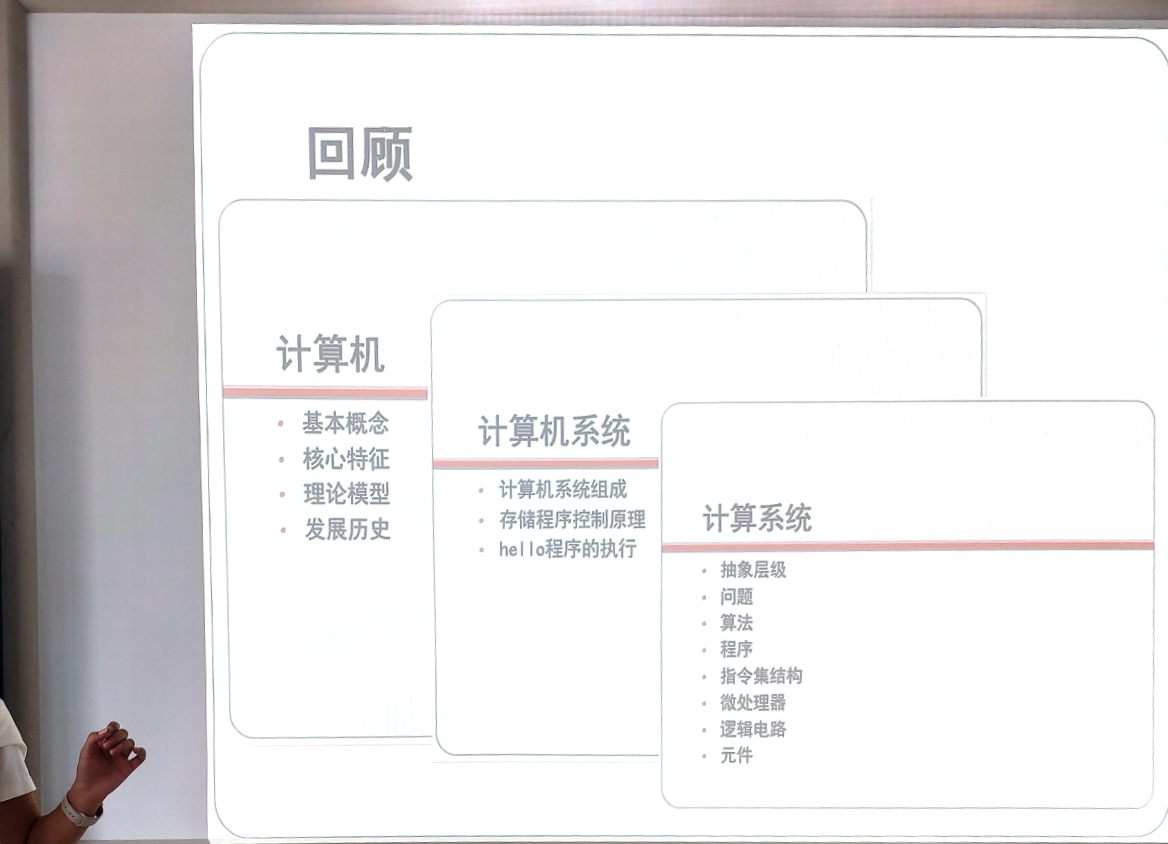 回顾
计算机
• 基本概念
• 核心特征
• 理论模型
• 发展历史
计算机系统
• 计算机系统组成
• 存储程序控制原理
• hello程序的执行
计算系统
• 抽象层级
• 问题
• 算法
• 程序
• 指令集结构
• 微处理器
• 逻辑电路
• 元件